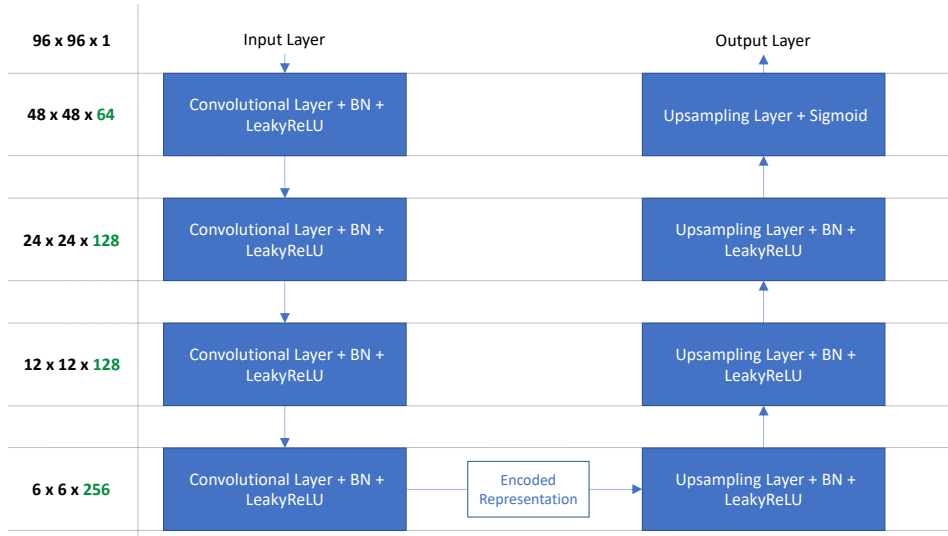 96 x 96 x 1
Input Layer
Output Layer
48 x 48 x 64
Convolutional Layer + BN +
LeakyReLU
Upsampling Layer + Sigmoid
24 x 24 x 128
Convolutional Layer + BN +
LeakyReLU
Upsampling Layer + BN +
LeakyReLU
12 x 12 x 128
Convolutional Layer + BN +
LeakyReLU
Upsampling Layer + BN +
LeakyReLU
6 x 6 x 256
Convolutional Layer + BN +
LeakyReLU
Encoded
Representation
Upsampling Layer + BN +
LeakyReLU